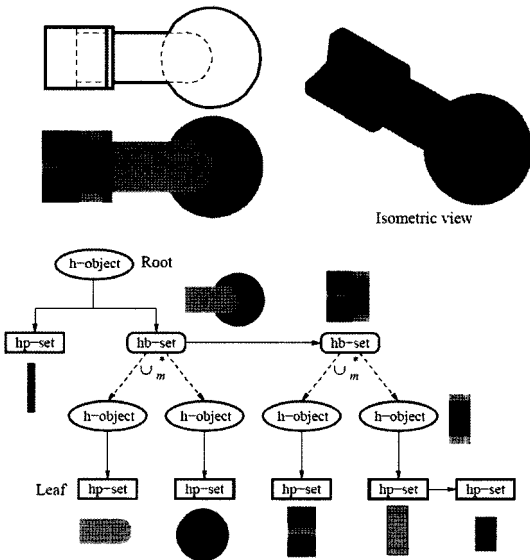 Isometric view
h-object Root
hp-set hb-set hb-set
∪ * m ∪ * m
h-object h-object h-object h-object
Leaf hp-set hp-set hp-set hp-set hp-set